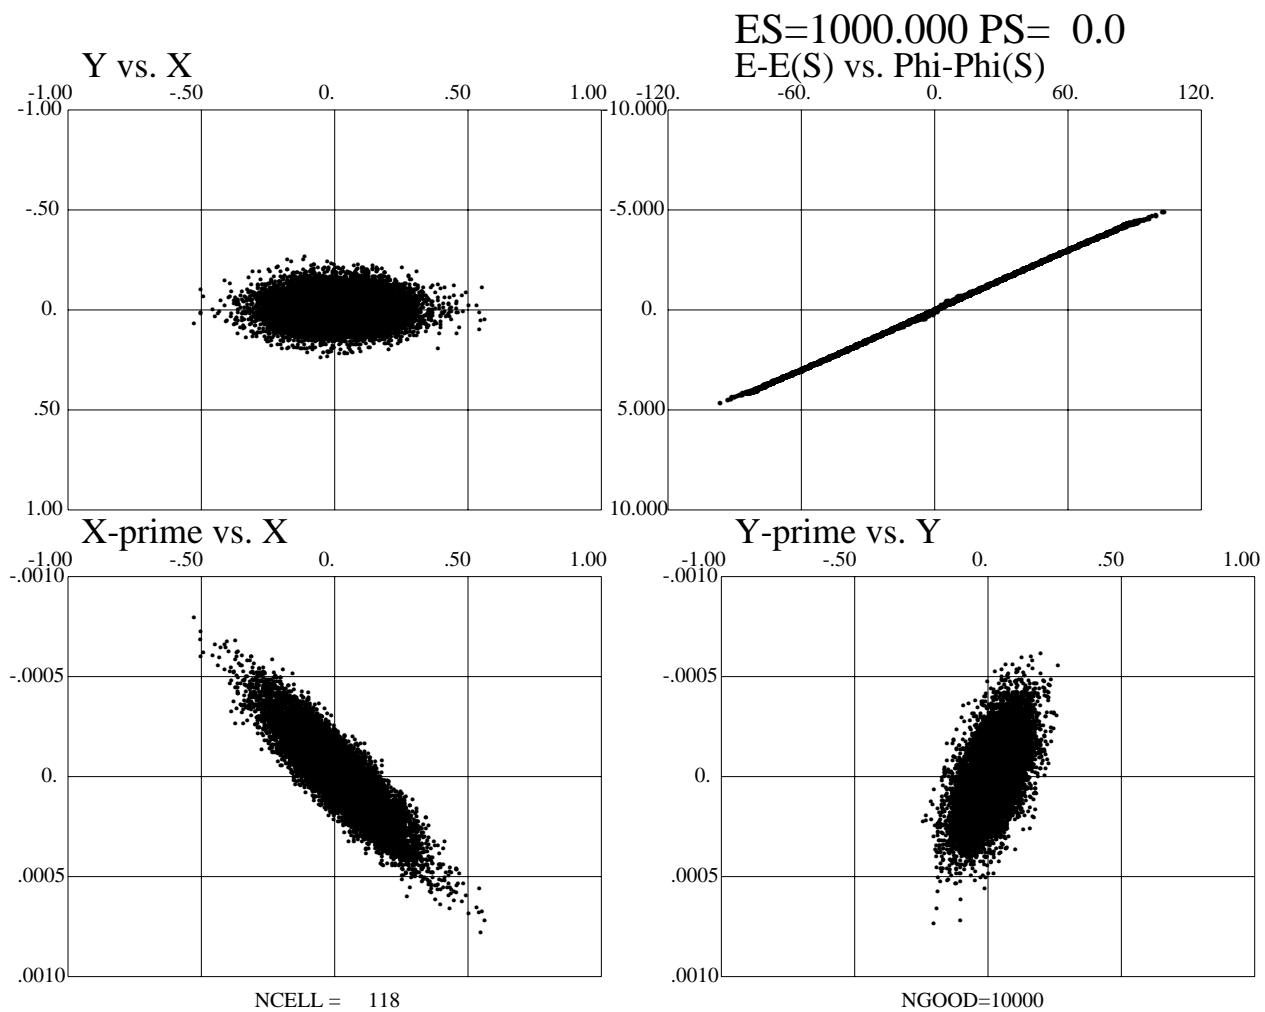 ES=1000.000 PS= 0.0
Y vs. X
E-E(S) vs. Phi-Phi(S)
-1.00 -.50 0. .50 1.00
-120. -60. 0. 60. 120.
-1.00
-.50
0.
.50
1.00
-10.000
-5.000
0.
5.000
10.000
X-prime vs. X
Y-prime vs. Y
-1.00 -.50 0. .50 1.00
-1.00 -.50 0. .50 1.00
-.0010
-.0005
0.
.0005
.0010
-.0010
-.0005
0.
.0005
.0010
NCELL = 118
NGOOD=10000